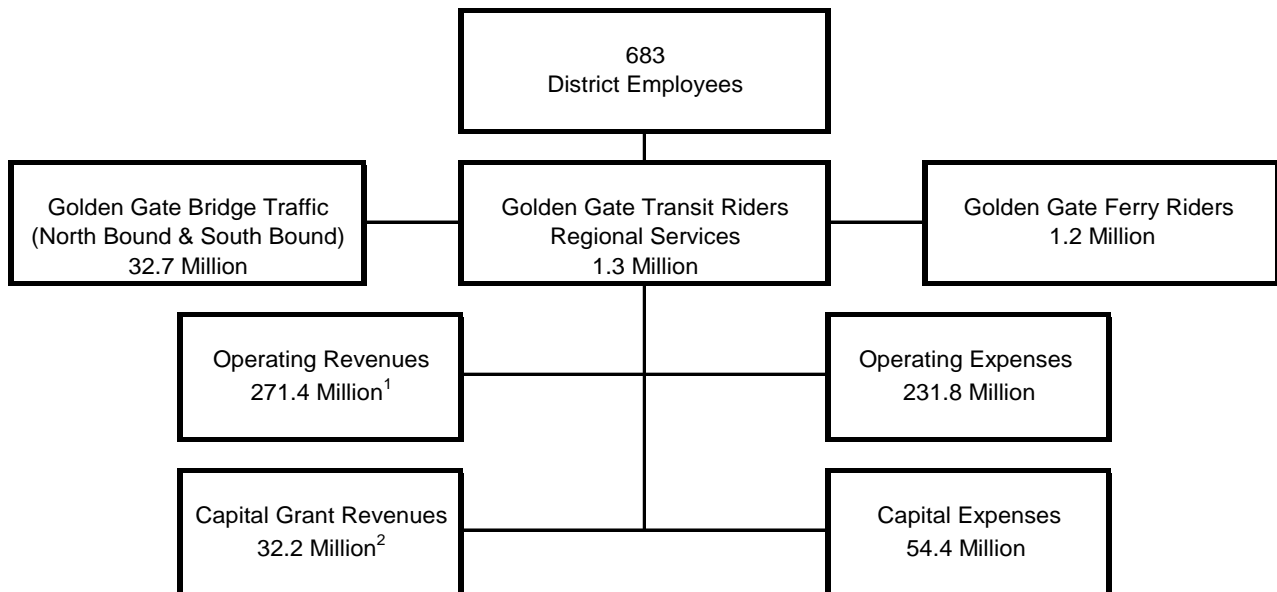 683
District Employees
Golden Gate Bridge Traffic
(North Bound & South Bound)
32.7 Million
Golden Gate Transit Riders
Regional Services
1.3 Million
Golden Gate Ferry Riders
1.2 Million
Operating Revenues
271.4 Million¹
Operating Expenses
231.8 Million
Capital Grant Revenues
32.2 Million²
Capital Expenses
54.4 Million